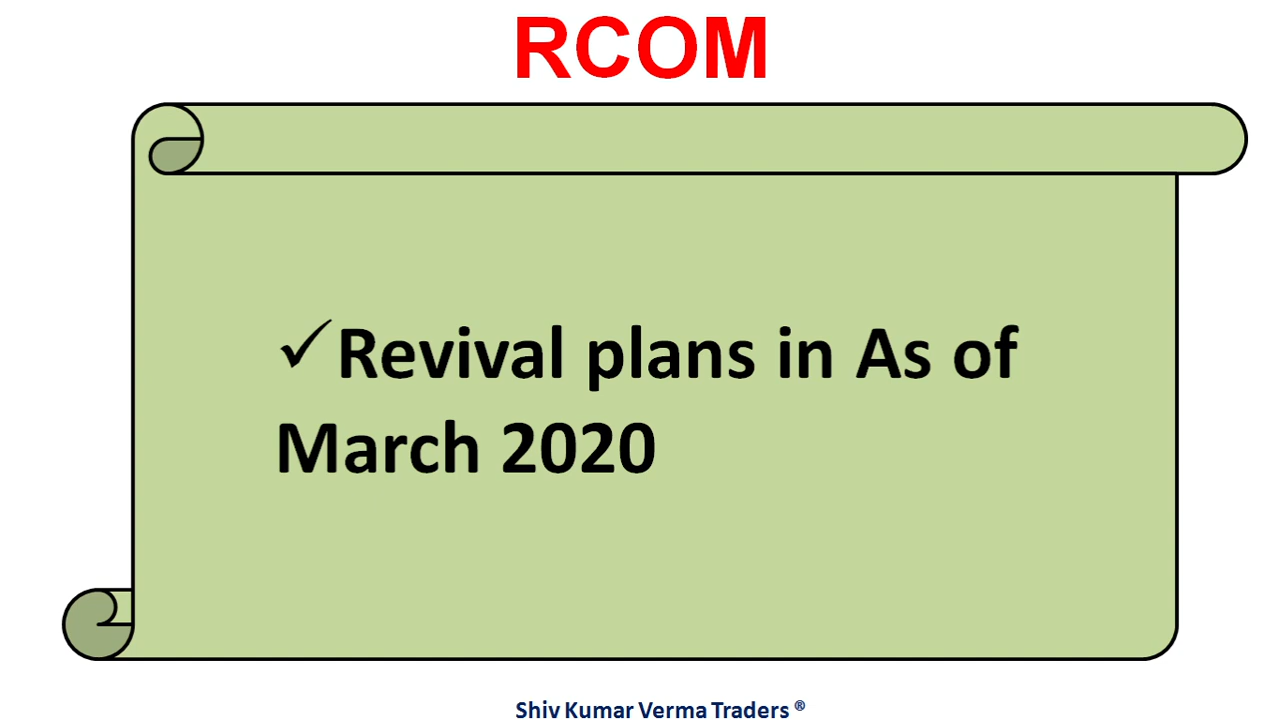 RCOM
✓Revival plans in As of
March 2020
Shiv Kumar Verma Traders ®